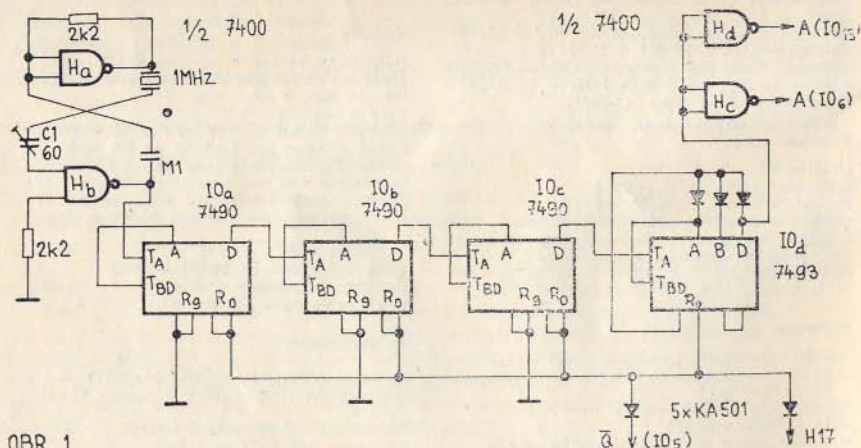 2k2
1/2 7400
Ha
1MHz
C1
60
M1
Hb
2k2
IOa
7490
A D
TA
TBD
R9 R0
IOb
7490
A D
TA
TBD
R9 R0
IOc
7490
A D
TA
TBD
R9 R0
1/2 7400
Hd
A(IO15)
Hc
A(IO6)
IOd
7493
A B D
TA
TBD
R0
5xKA501
Q̅ (IO5)
H17
OBR. 1